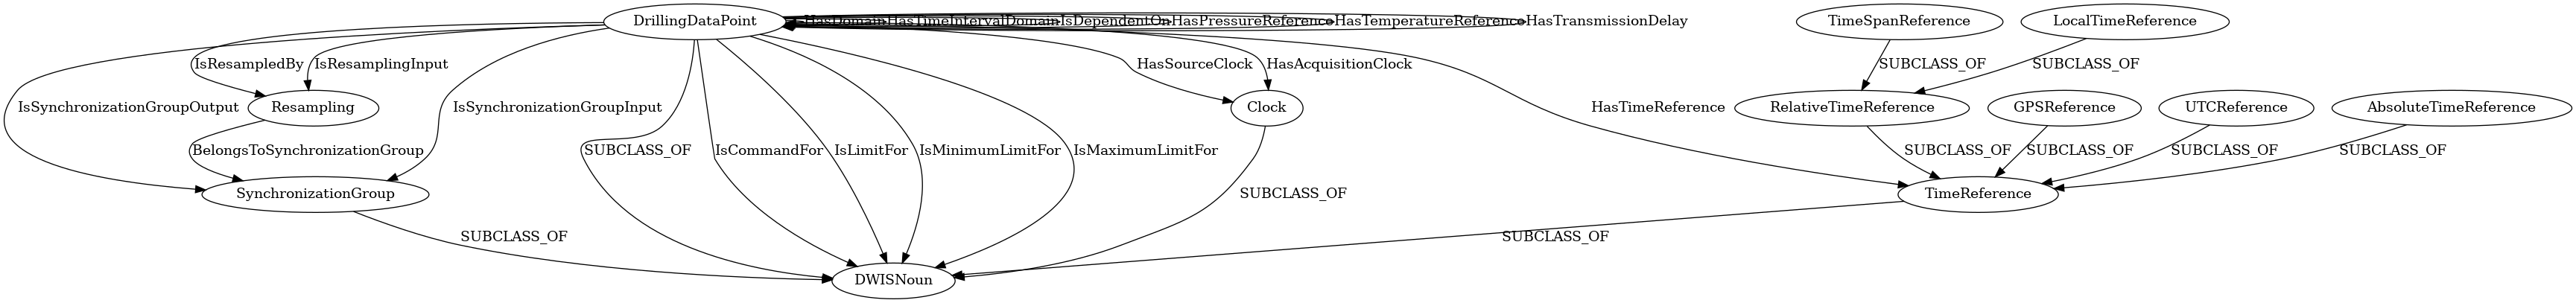 DrillingDataPoint
HasDomain
HasTimeIntervalDomain
IsDependentOn
HasPressureReference
HasTemperatureReference
HasTransmissionDelay
TimeSpanReference
LocalTimeReference
IsResampledBy
IsResamplingInput
HasSourceClock
HasAcquisitionClock
SUBCLASS_OF
SUBCLASS_OF
IsSynchronizationGroupOutput
Resampling
IsSynchronizationGroupInput
Clock
HasTimeReference
RelativeTimeReference
GPSReference
UTCReference
AbsoluteTimeReference
BelongsToSynchronizationGroup
SUBCLASS_OF
IsCommandFor
IsLimitFor
IsMinimumLimitFor
IsMaximumLimitFor
SUBCLASS_OF
SUBCLASS_OF
SUBCLASS_OF
SUBCLASS_OF
SynchronizationGroup
SUBCLASS_OF
TimeReference
SUBCLASS_OF
SUBCLASS_OF
DWISNoun